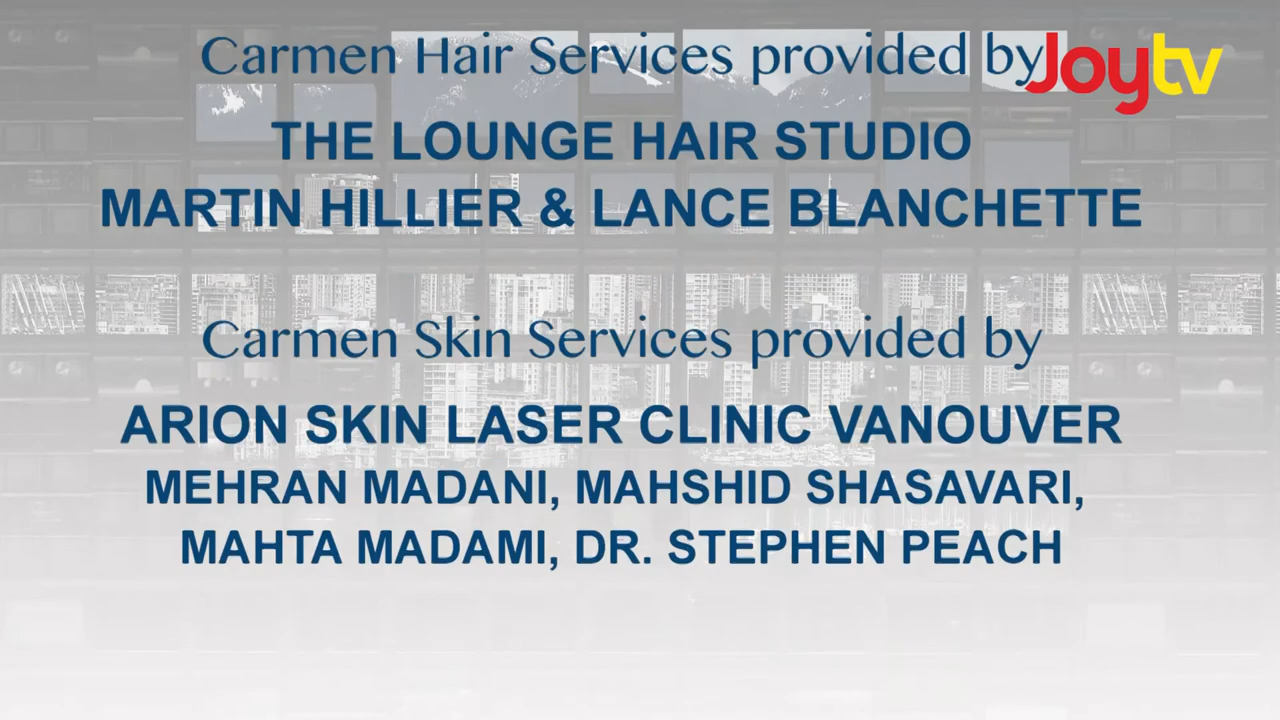 Carmen Hair Services provided by
Joytv
THE LOUNGE HAIR STUDIO
MARTIN HILLIER & LANCE BLANCHETTE
Carmen Skin Services provided by
ARION SKIN LASER CLINIC VANOUVER
MEHRAN MADANI, MAHSHID SHASAVARI,
MAHTA MADAMI, DR. STEPHEN PEACH